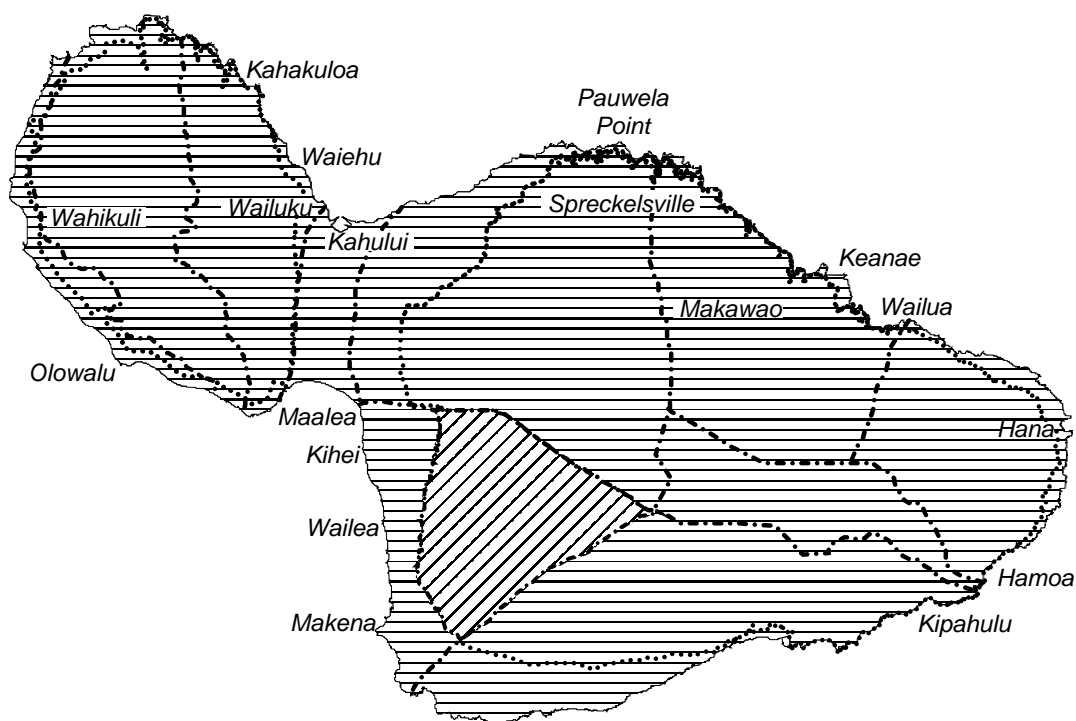 Kahakuloa
Pauwela
Point
Waiehu
Wahikuli
Wailuku
Spreckelsville
Kahului
Keanae
Makawao
Wailua
Olowalu
Maalea
Hana
Kihei
Wailea
Hamoa
Makena
Kipahulu